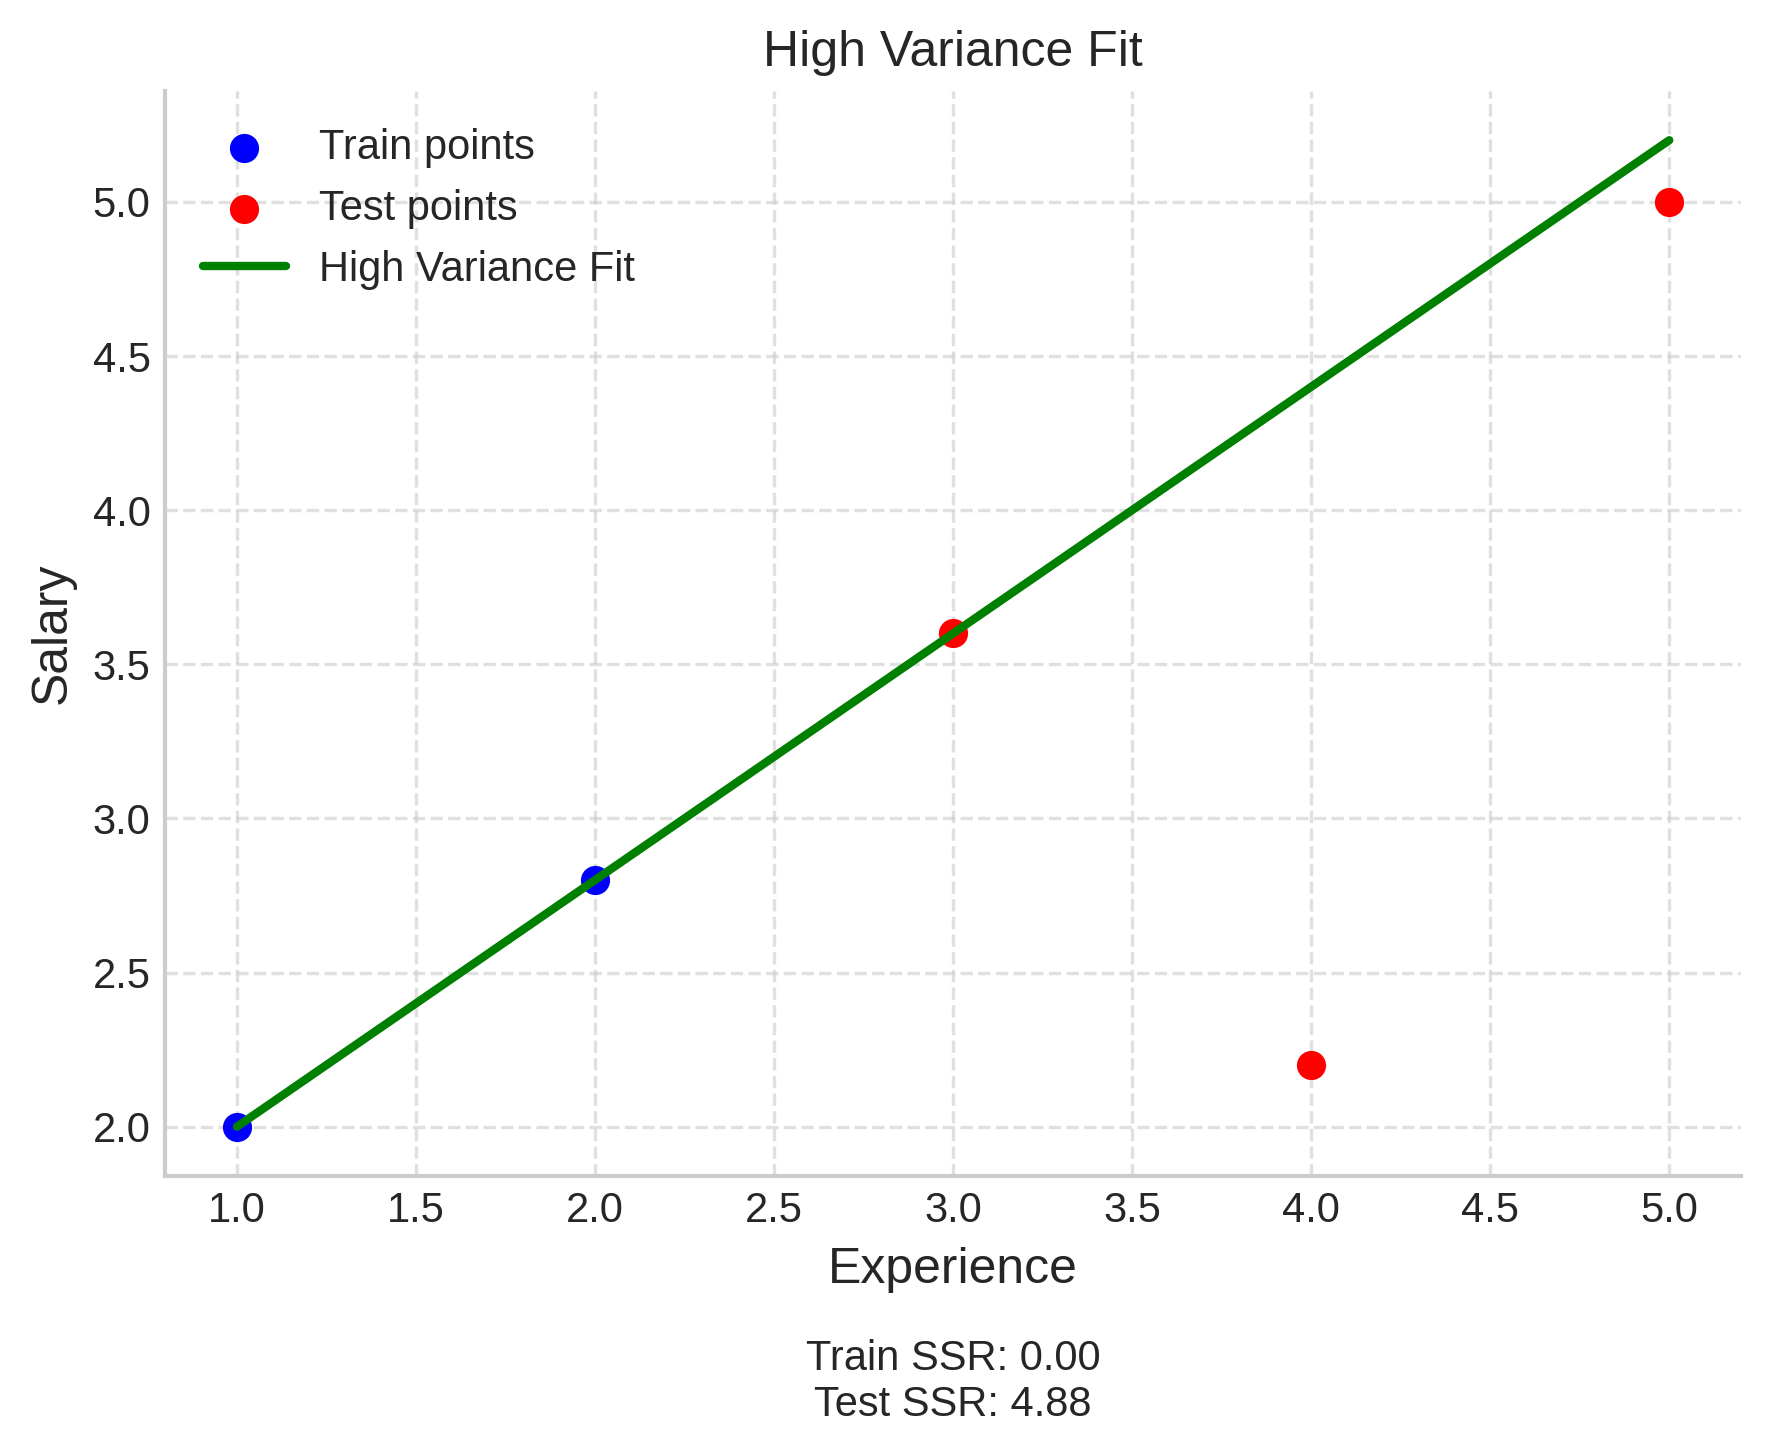 High Variance Fit
Train points
Test points
High Variance Fit
5.0
4.5
4.0
3.5
3.0
2.5
2.0
Salary
1.0 1.5 2.0 2.5 3.0 3.5 4.0 4.5 5.0
Experience
Train SSR: 0.00
Test SSR: 4.88